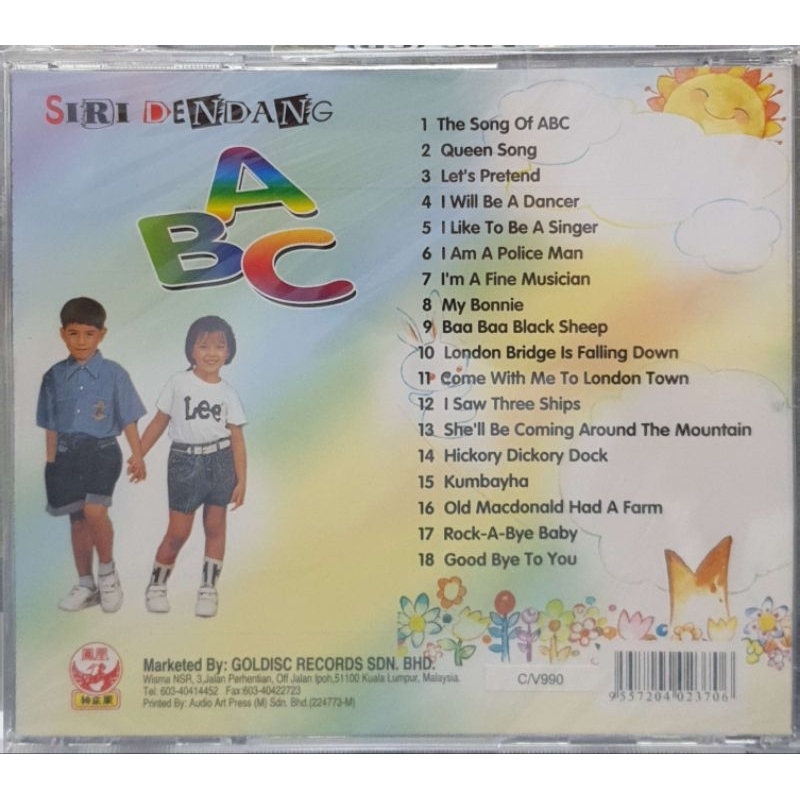 SIRI DENDANG
ABC
1 The Song Of ABC
2 Queen Song
3 Let's Pretend
4 I Will Be A Dancer
5 I Like To Be A Singer
6 I Am A Police Man
7 I'm A Fine Musician
8 My Bonnie
9 Baa Baa Black Sheep
10 London Bridge Is Falling Down
11 Come With Me To London Town
12 I Saw Three Ships
13 She'll Be Coming Around The Mountain
14 Hickory Dickory Dock
15 Kumbayha
16 Old Macdonald Had A Farm
17 Rock-A-Bye Baby
18 Good Bye To You
Lee
鳳凰
Marketed By: GOLDISC RECORDS SDN. BHD.
Wisma NSR, 3,Jalan Perhentian, Off Jalan Ipoh,51100 Kuala Lumpur, Malaysia.
Tel: 603-40414452 Fax:603-40422723
Printed By: Audio Art Press (M) Sdn. Bhd.(224773-M)
C/V990
9557204023706